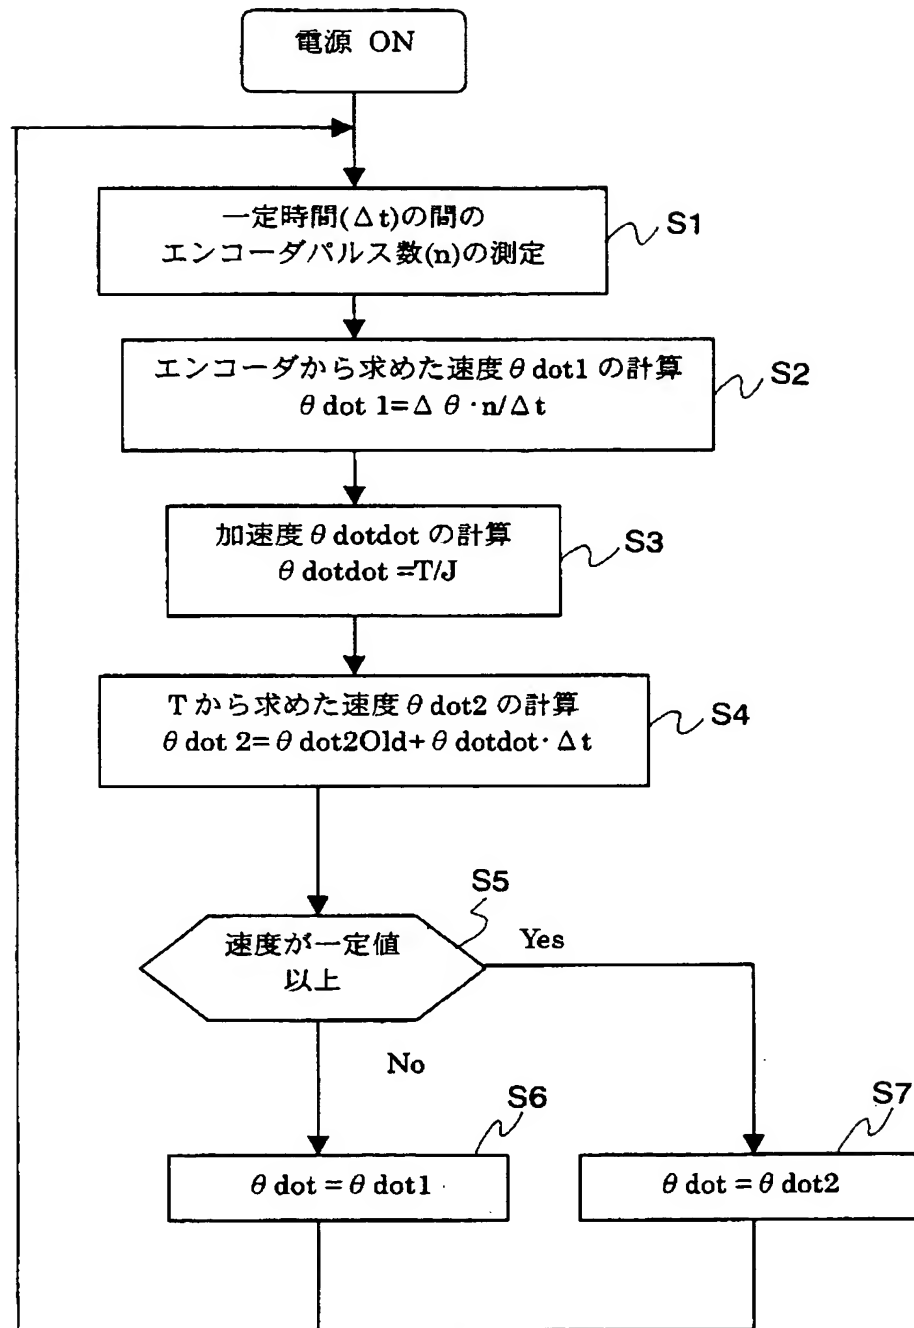 電源 ON
一定時間(Δt)の間の
エンコーダパルス数(n)の測定
S1
エンコーダから求めた速度θdot1 の計算
θdot 1=Δ θ·n/Δt
S2
加速度θdotdot の計算
θdotdot =T/J
S3
T から求めた速度θdot2 の計算
θdot 2=θdot2Old+θdotdot·Δt
S4
S5
速度が一定値
以上
Yes
No
S6
θdot =θdot1
S7
θdot =θdot2